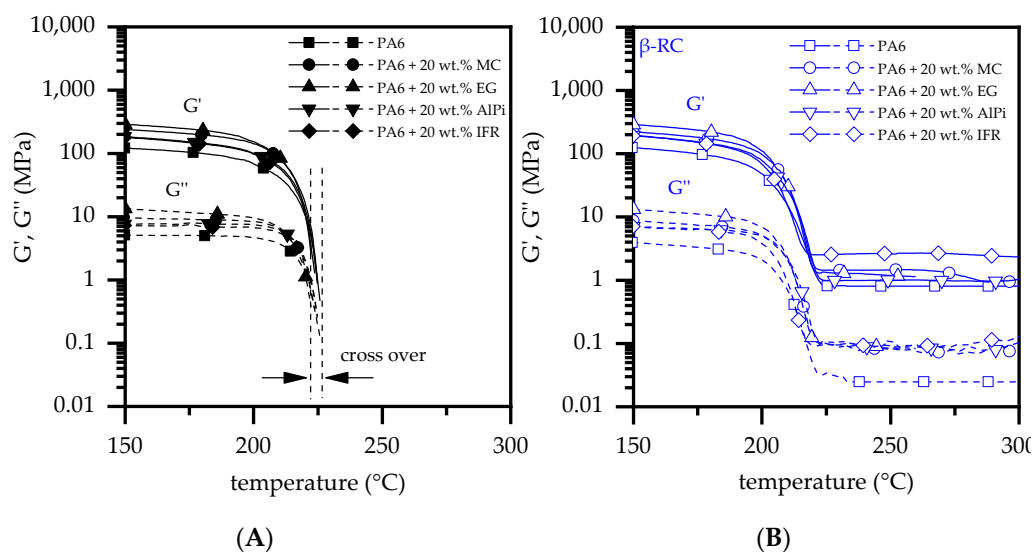 10,000
1,000
100
10
1
0.1
0.01
G', G'' (MPa)
PA6
PA6 + 20 wt.% MC
PA6 + 20 wt.% EG
PA6 + 20 wt.% AlPi
PA6 + 20 wt.% IFR
G'
G''
cross over
150 200 250 300
temperature (°C)
(A)
10,000
1,000
100
10
1
0.1
0.01
G', G'' (MPa)
β-RC
PA6
PA6 + 20 wt.% MC
PA6 + 20 wt.% EG
PA6 + 20 wt.% AlPi
PA6 + 20 wt.% IFR
G'
G''
150 200 250 300
temperature (°C)
(B)